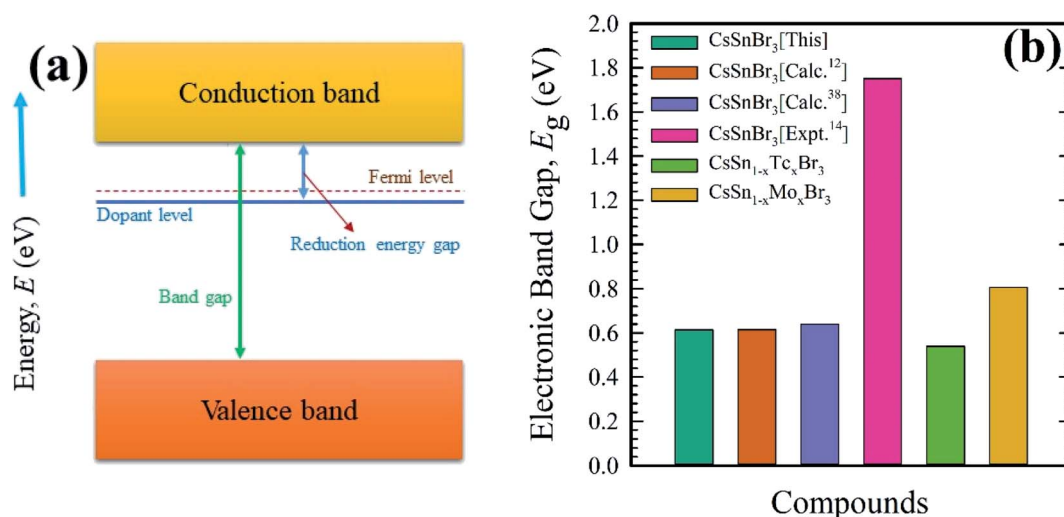 (a)
Conduction band
Fermi level
Dopant level
Reduction energy gap
Band gap
Valence band
Energy, E (eV)
(b)
CsSnBr₃[This]
CsSnBr₃[Calc.¹²]
CsSnBr₃[Calc.³⁸]
CsSnBr₃[Expt.¹⁴]
CsSn₁₋ₓTcₓBr₃
CsSn₁₋ₓMoₓBr₃
2.0
1.8
1.6
1.4
1.2
1.0
0.8
0.6
0.4
0.2
0.0
Electronic Band Gap, E_g (eV)
Compounds